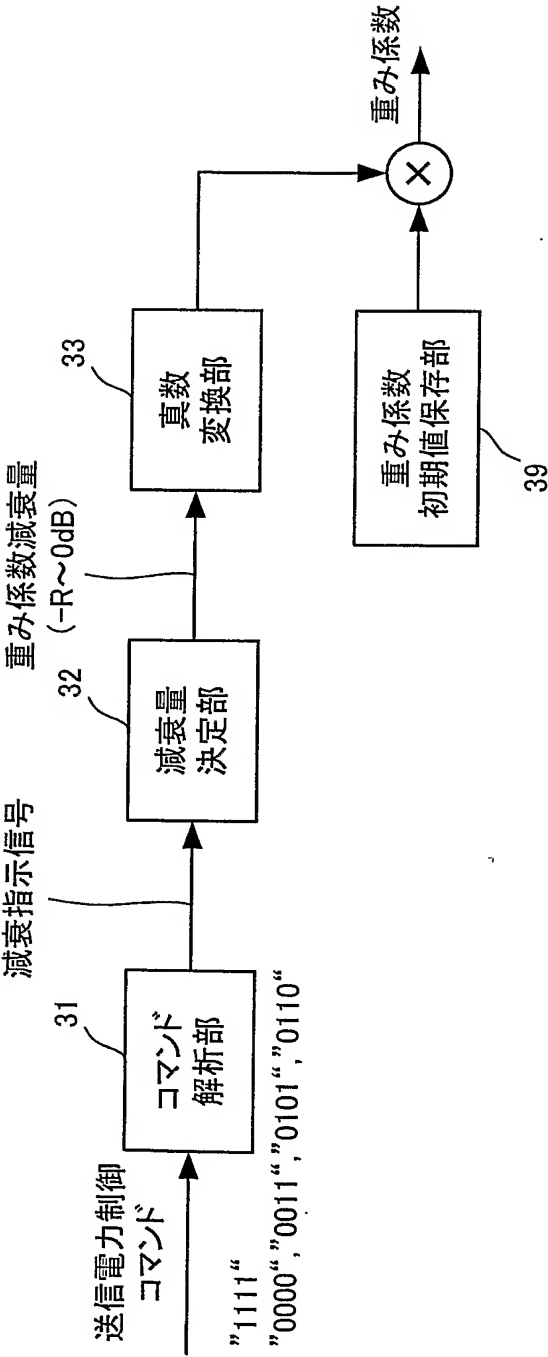 送信電力制御
コマンド
”1111“
”0000“,”0011“,”0101“,”0110“
31
コマンド
解析部
減衰指示信号
32
減衰量
決定部
重み係数減衰量
(-R～0dB)
33
真数
変換部
重み係数
初期値保存部
39
×
重み係数